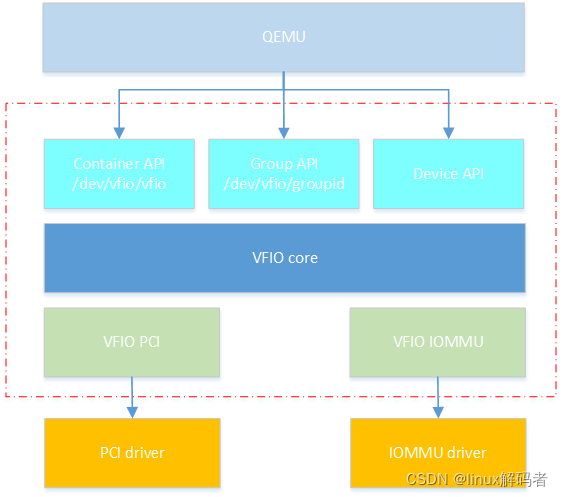 QEMU
Container API
/dev/vfio/vfio
Group API
/dev/vfio/groupid
Device API
VFIO core
VFIO PCI
VFIO IOMMU
PCI driver
IOMMU driver
CSDN @linux解码者